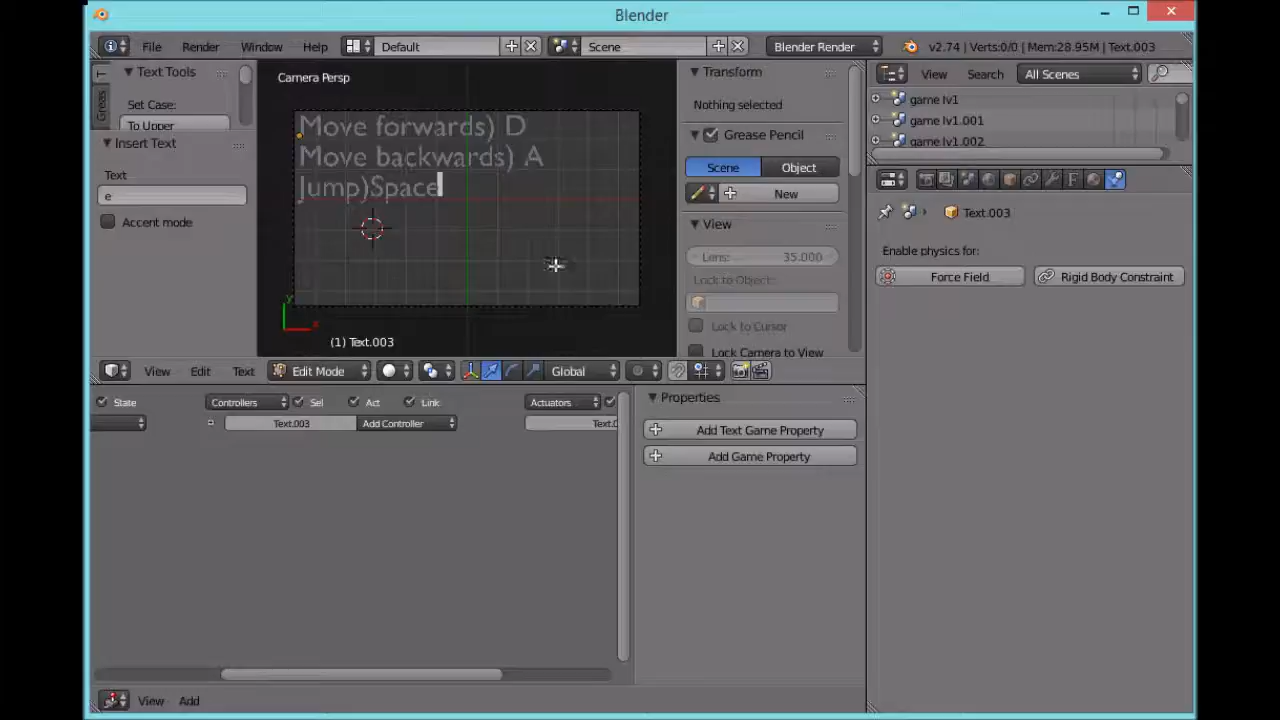 Blender
File Render Window Help Default Scene Blender Render v2.74 | Verts:0/0 | Mem:28.95M | Text.003
Text Tools
Set Case:
To Upper
Insert Text
Text
e
Accent mode
Camera Persp
Move forwards) D
Move backwards) A
Jump)Space
y
x
(1) Text.003
Transform
Nothing selected
Grease Pencil
Scene Object
New
View
Lens: 35.000
Lock to Object:
Lock to Cursor
Lock Camera to View
View Search All Scenes
game lv1
game lv1.001
game lv1.002
Text.003
Enable physics for:
Force Field Rigid Body Constraint
View Edit Text Edit Mode Global
State Controllers Sel Act Link Actuators
Text.003 Add Controller
Properties
Add Text Game Property
Add Game Property
View Add